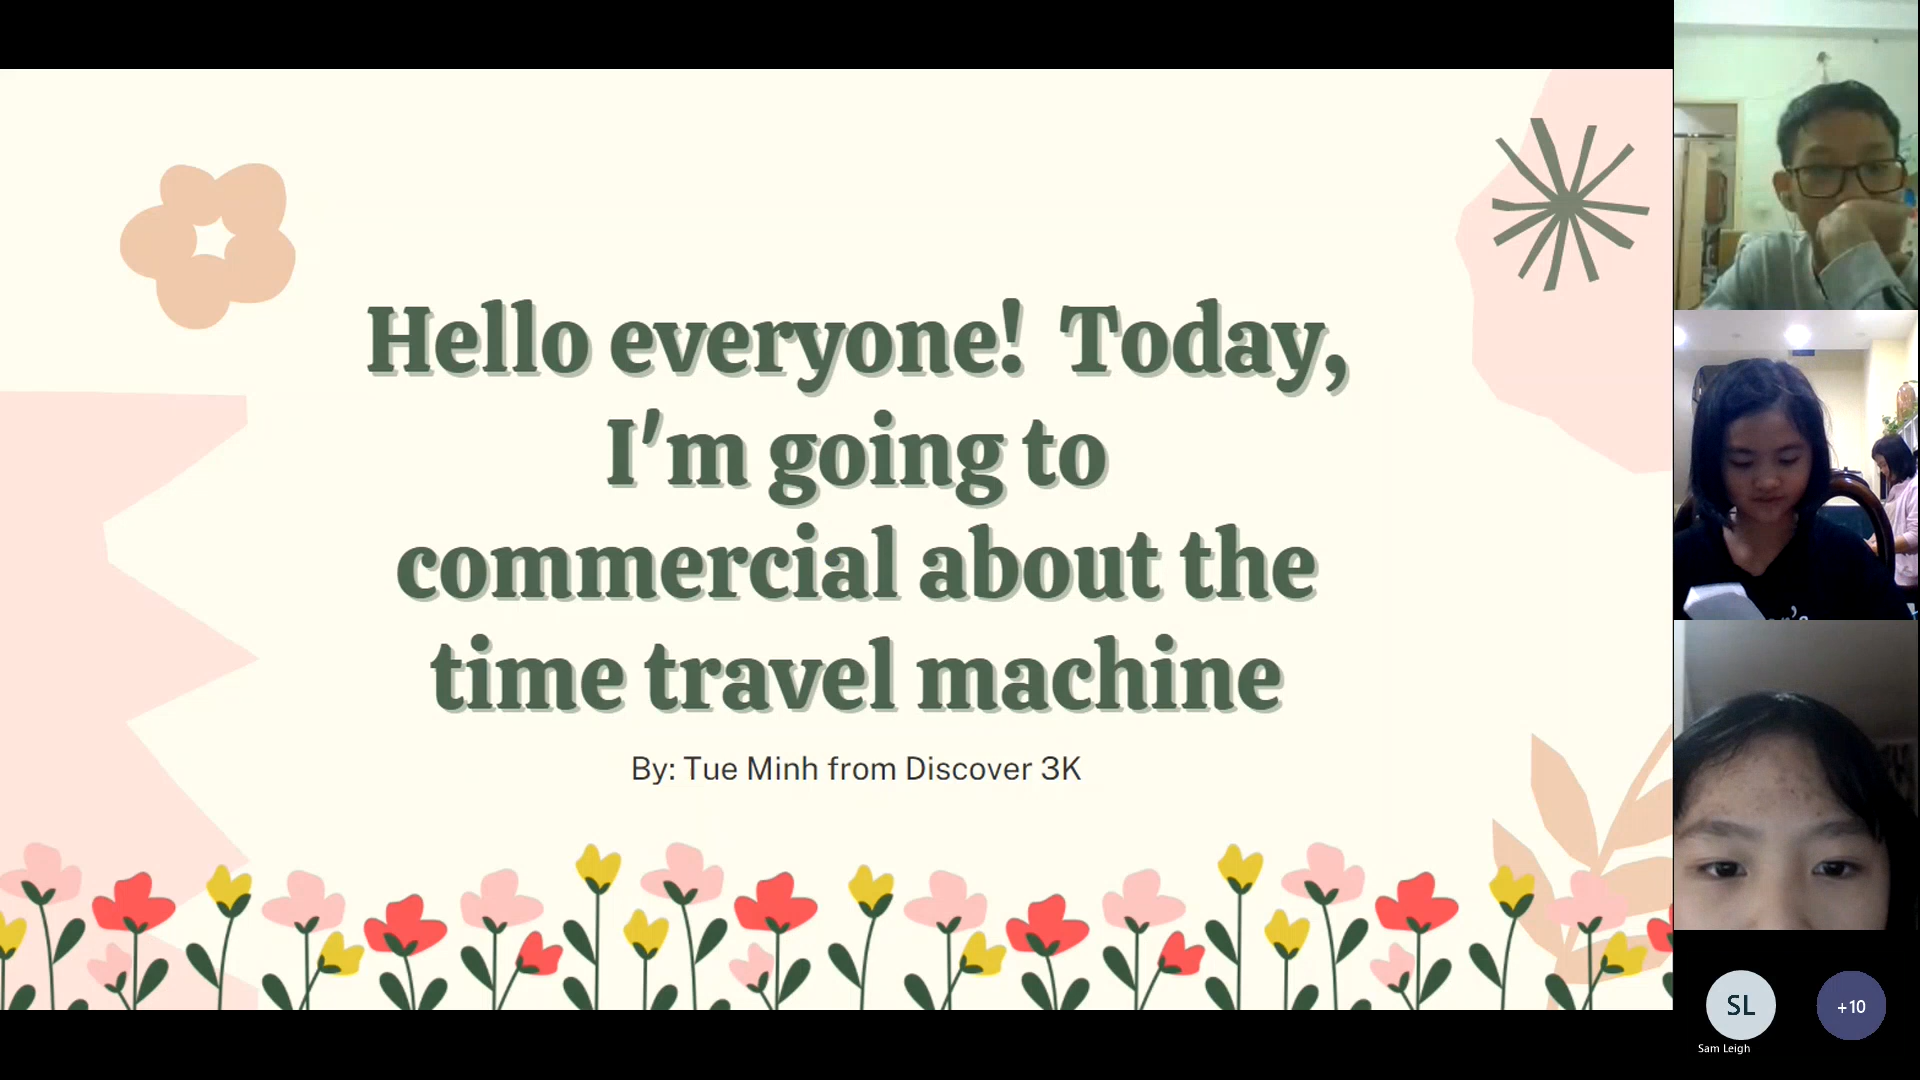 Hello everyone! Today,
I'm going to
commercial about the
time travel machine
By: Tue Minh from Discover 3K
SL
+10
Sam Leigh